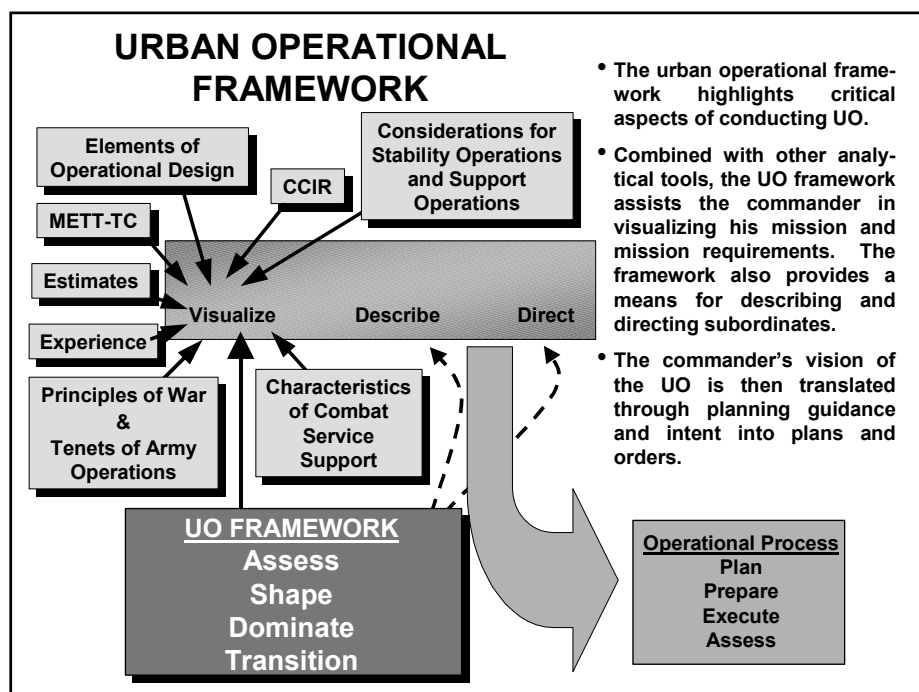 URBAN OPERATIONAL
FRAMEWORK
Elements of
Operational Design
CCIR
Considerations for
Stability Operations
and Support
Operations
METT-TC
Estimates
Experience
Visualize
Describe
Direct
Principles of War
&
Tenets of Army
Operations
Characteristics
of Combat
Service
Support
UO FRAMEWORK
Assess
Shape
Dominate
Transition
• The urban operational frame-
work highlights critical
aspects of conducting UO.
• Combined with other analy-
tical tools, the UO framework
assists the commander in
visualizing his mission and
mission requirements. The
framework also provides a
means for describing and
directing subordinates.
• The commander's vision of
the UO is then translated
through planning guidance
and intent into plans and
orders.
Operational Process
Plan
Prepare
Execute
Assess